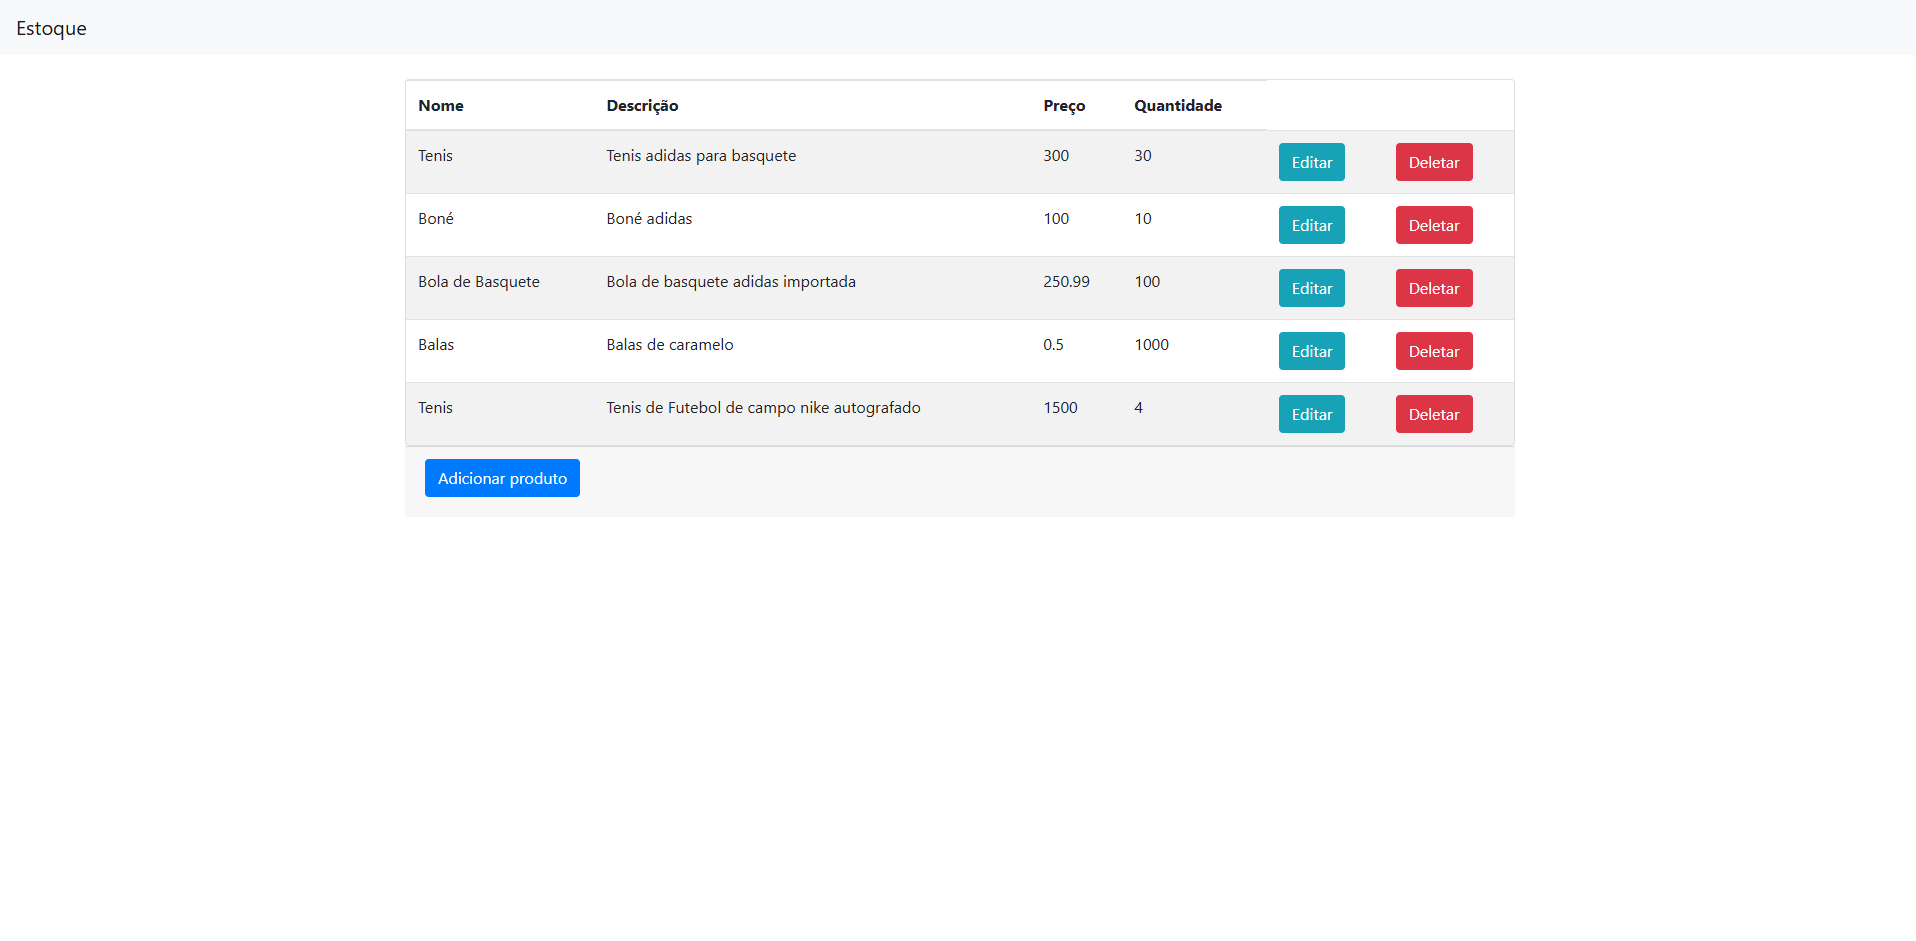 Estoque
Nome Descrição Preço Quantidade
Tenis Tenis adidas para basquete 300 30 Editar Deletar
Boné Boné adidas 100 10 Editar Deletar
Bola de Basquete Bola de basquete adidas importada 250.99 100 Editar Deletar
Balas Balas de caramelo 0.5 1000 Editar Deletar
Tenis Tenis de Futebol de campo nike autografado 1500 4 Editar Deletar
Adicionar produto